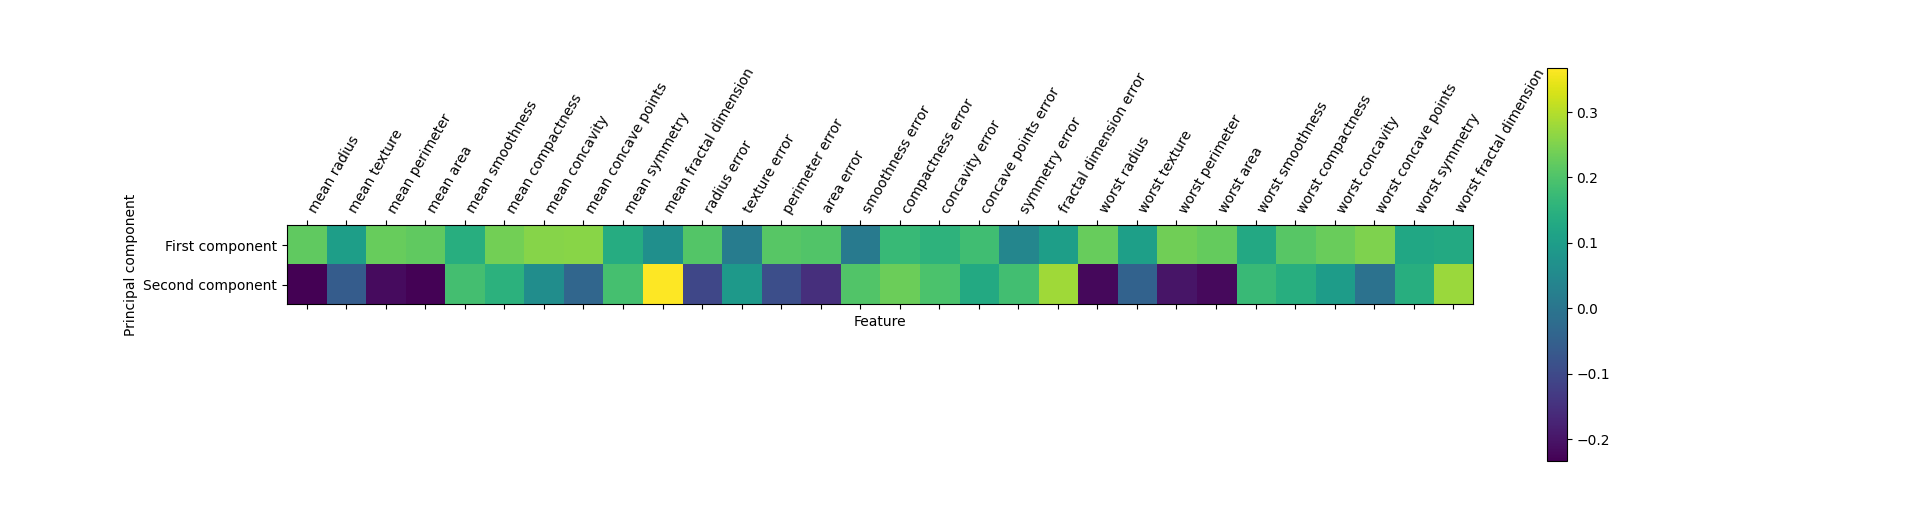 mean radius
mean texture
mean perimeter
mean area
mean smoothness
mean compactness
mean concavity
mean concave points
mean symmetry
mean fractal dimension
radius error
texture error
perimeter error
area error
smoothness error
compactness error
concavity error
concave points error
symmetry error
fractal dimension error
worst radius
worst texture
worst perimeter
worst area
worst smoothness
worst compactness
worst concavity
worst concave points
worst symmetry
worst fractal dimension
Principal component
First component
Second component
Feature
0.3
0.2
0.1
0.0
−0.1
−0.2